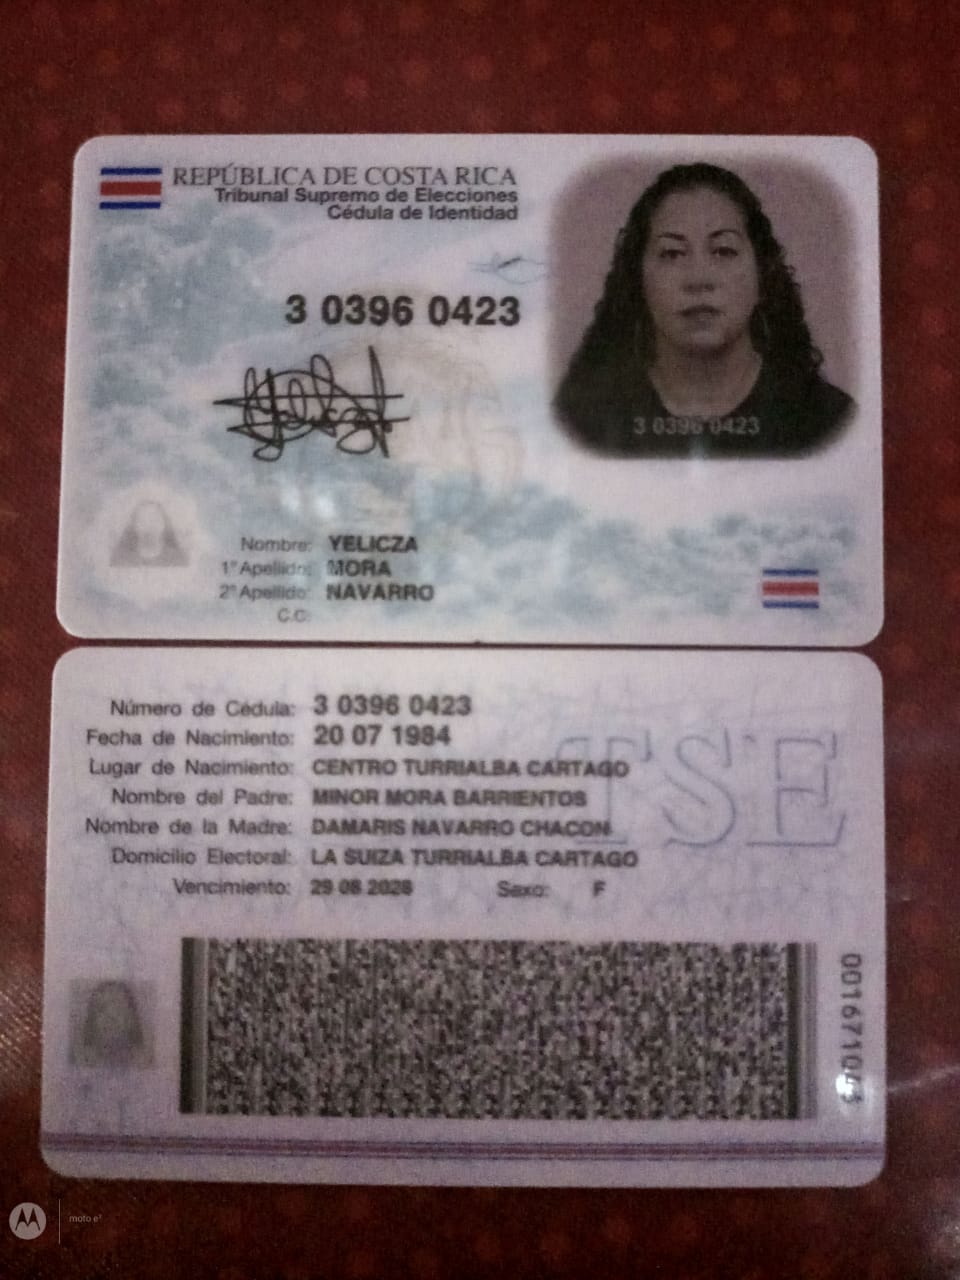 REPÚBLICA DE COSTA RICA
Tribunal Supremo de Elecciones
Cédula de Identidad
3 0396 0423
3 0396 0423
Nombre: YELICZA
1° Apellido: MORA
2° Apellido: NAVARRO
C.C:
Número de Cédula: 3 0396 0423
Fecha de Nacimiento: 20 07 1984
Lugar de Nacimiento: CENTRO TURRIALBA CARTAGO
Nombre del Padre: MINOR MORA BARRIENTOS
Nombre de la Madre: DAMARIS NAVARRO CHACON
Domicilio Electoral: LA SUIZA TURRIALBA CARTAGO
Vencimiento: 29 08 2028 Sexo: F
TSE
moto e⁵